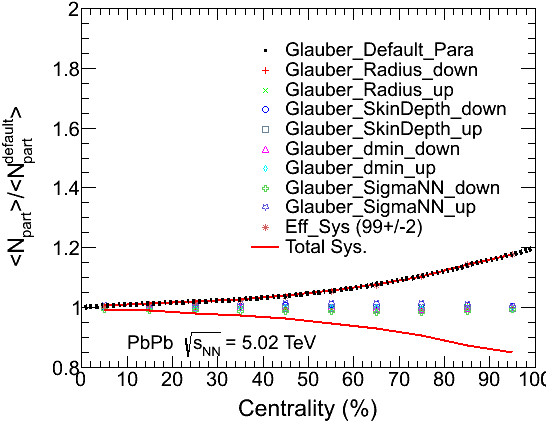 2
1.8
1.6
1.4
1.2
1
0.8
<N_part>/<N_part^default>
Glauber_Default_Para
Glauber_Radius_down
Glauber_Radius_up
Glauber_SkinDepth_down
Glauber_SkinDepth_up
Glauber_dmin_down
Glauber_dmin_up
Glauber_SigmaNN_down
Glauber_SigmaNN_up
Eff_Sys (99+/-2)
Total Sys.
PbPb √s_NN = 5.02 TeV
0 10 20 30 40 50 60 70 80 90 100
Centrality (%)